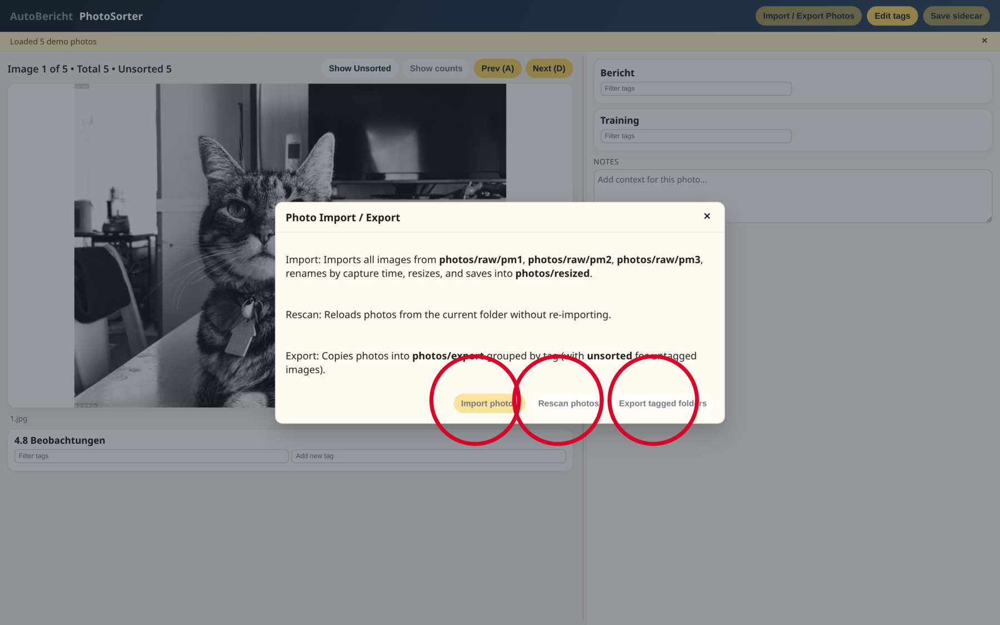 AutoBericht PhotoSorter
Import / Export Photos
Edit tags
Save sidecar
Loaded 5 demo photos
×
Image 1 of 5 • Total 5 • Unsorted 5
Show Unsorted
Show counts
Prev (A)
Next (D)
Bericht
Filter tags
Training
Filter tags
NOTES
Add context for this photo...
Photo Import / Export
×
Import: Imports all images from photos/raw/pm1, photos/raw/pm2, photos/raw/pm3,
renames by capture time, resizes, and saves into photos/resized.
Rescan: Reloads photos from the current folder without re-importing.
Export: Copies photos into photos/export grouped by tag (with unsorted for untagged
images).
Import photos
Rescan photos
Export tagged folders
1.jpg
4.8 Beobachtungen
Filter tags
Add new tag